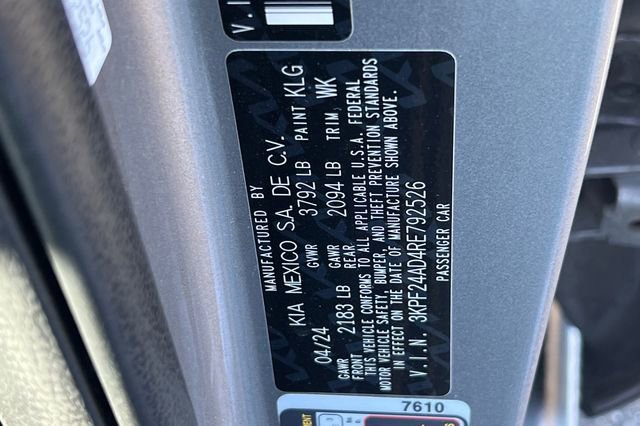 V.I
MANUFACTURED BY
KIA MEXICO S.A. DE C.V.
04/24 GVWR 3792 LB PAINT KLG
GAWR FRONT 2183 LB GAWR REAR 2094 LB TRIM WK
THIS VEHICLE CONFORMS TO ALL APPLICABLE U.S.A. FEDERAL
MOTOR VEHICLE SAFETY, BUMPER, AND THEFT PREVENTION STANDARDS
IN EFFECT ON THE DATE OF MANUFACTURE SHOWN ABOVE.
V.I.N. 3KPF24AD4RE792526
PASSENGER CAR
7610